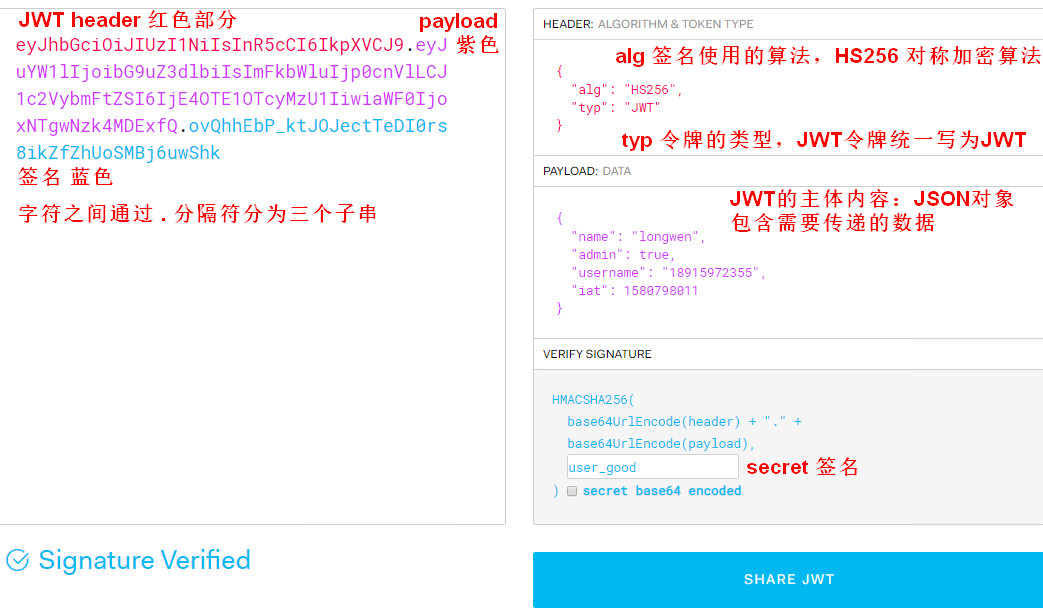 JWT header 红色部分
payload
eyJhbGciOiJIUzI1NiIsInR5cCI6IkpXVCJ9.eyJ
紫色
uYW1lIjoibG9uZ3dlbiIsImFkbWluIjp0cnVlLCJ
1c2VybmFtZSI6IjE4OTE1OTcyMzU1IiwiaWF0Ijo
xNTgwNzk4MDExfQ.ovQhhEbP_ktJOJectTeDI0rs
8ikZfZhUoSMBj6uwShk
签名 蓝色
字符之间通过 . 分隔符分为三个子串
Signature Verified
HEADER: ALGORITHM & TOKEN TYPE
alg 签名使用的算法，HS256 对称加密算法
{
"alg": "HS256",
"typ": "JWT"
}
typ 令牌的类型，JWT令牌统一写为JWT
PAYLOAD: DATA
JWT的主体内容：JSON对象
包含需要传递的数据
{
"name": "longwen",
"admin": true,
"username": "18915972355",
"iat": 1580798011
}
VERIFY SIGNATURE
HMACSHA256(
base64UrlEncode(header) + "." +
base64UrlEncode(payload),
user_good
secret 签名
) secret base64 encoded
SHARE JWT